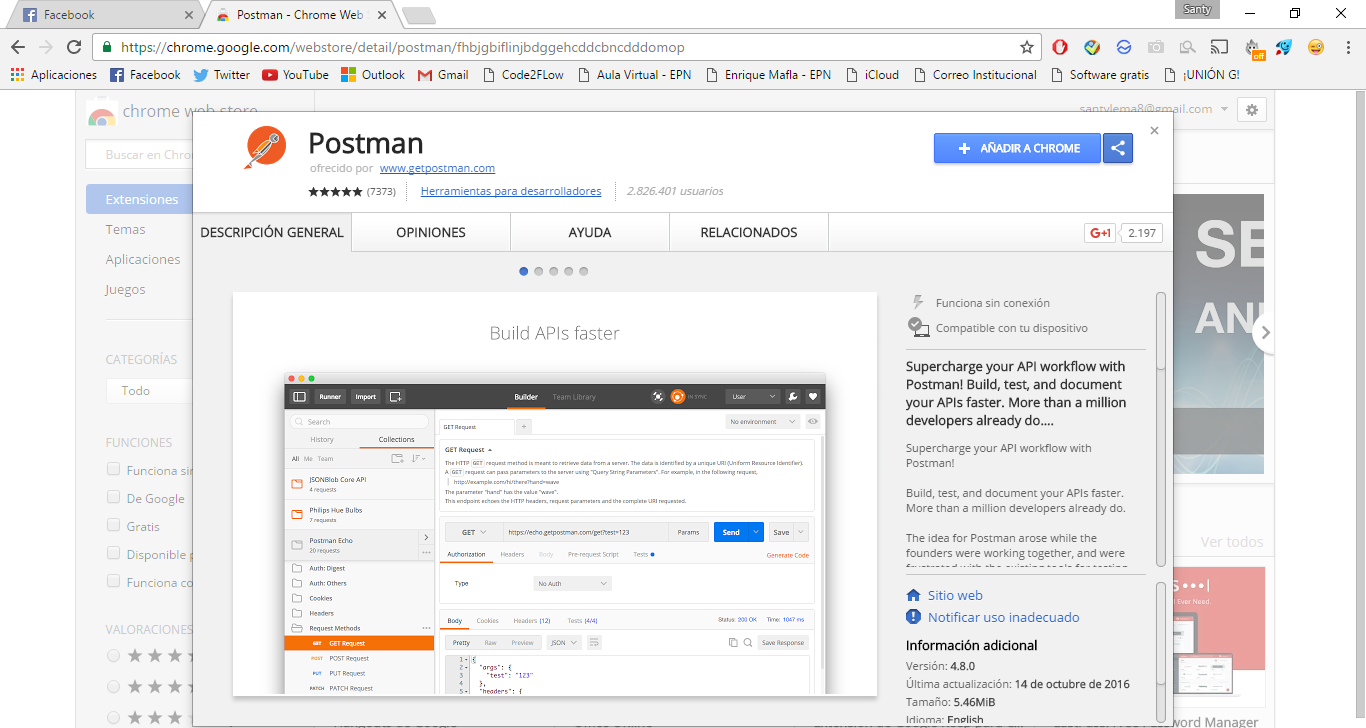 Facebook
Postman - Chrome Web
Santy
https://chrome.google.com/webstore/detail/postman/fhbjgbiflinjbdggehcddcbncdddomop
off
Aplicaciones Facebook Twitter YouTube Outlook Gmail Code2FLow Aula Virtual - EPN Enrique Mafla - EPN iCloud Correo Institucional Software gratis ¡UNIÓN G!
chrome web store
santylema8@gmail.com
Buscar en Chro
Extensiones
Temas
Aplicaciones
Juegos
CATEGORÍAS
Todo
FUNCIONES
Funciona sin
De Google
Gratis
Disponible p
Funciona co
VALORACIONES
Postman
ofrecido por www.getpostman.com
(7373) Herramientas para desarrolladores 2.826.401 usuarios
AÑADIR A CHROME
DESCRIPCIÓN GENERAL OPINIONES AYUDA RELACIONADOS
G+1 2.197
Build APIs faster
Runner Import Builder Team Library IN SYNC User
Search
History Collections
All Me Team
JSONBlob Core API
4 requests
Philips Hue Bulbs
7 requests
Postman Echo
20 requests
Auth: Digest
Auth: Others
Cookies
Headers
Request Methods
GET GET Request
POST POST Request
PUT PUT Request
PATCH PATCH Request
GET Request + No environment
GET Request
The HTTP GET request method is meant to retrieve data from a server. The data is identified by a unique URI (Uniform Resource Identifier).
A GET request can pass parameters to the server using "Query String Parameters". For example, in the following request,
http://example.com/hi/there?hand=wave
The parameter "hand" has the value "wave".
This endpoint echoes the HTTP headers, request parameters and the complete URI requested.
GET https://echo.getpostman.com/get?test=123 Params Send Save
Authorization Headers Body Pre-request Script Tests Generate Code
Type No Auth
Body Cookies Headers (12) Tests (4/4) Status: 200 OK Time: 1047 ms
Pretty Raw Preview JSON Save Response
1 {
2 "args": {
3 "test": "123"
4 },
5 "headers": {
Funciona sin conexión
Compatible con tu dispositivo
Supercharge your API workflow with
Postman! Build, test, and document
your APIs faster. More than a million
developers already do....
Supercharge your API workflow with
Postman!
Build, test, and document your APIs faster.
More than a million developers already do.
The idea for Postman arose while the
founders were working together, and were
frustrated with the existing tools for testing
Sitio web
Notificar uso inadecuado
Información adicional
Versión: 4.8.0
Última actualización: 14 de octubre de 2016
Tamaño: 5.46MiB
Idioma: English
SE
AN
Ver todos
I Ever Need.